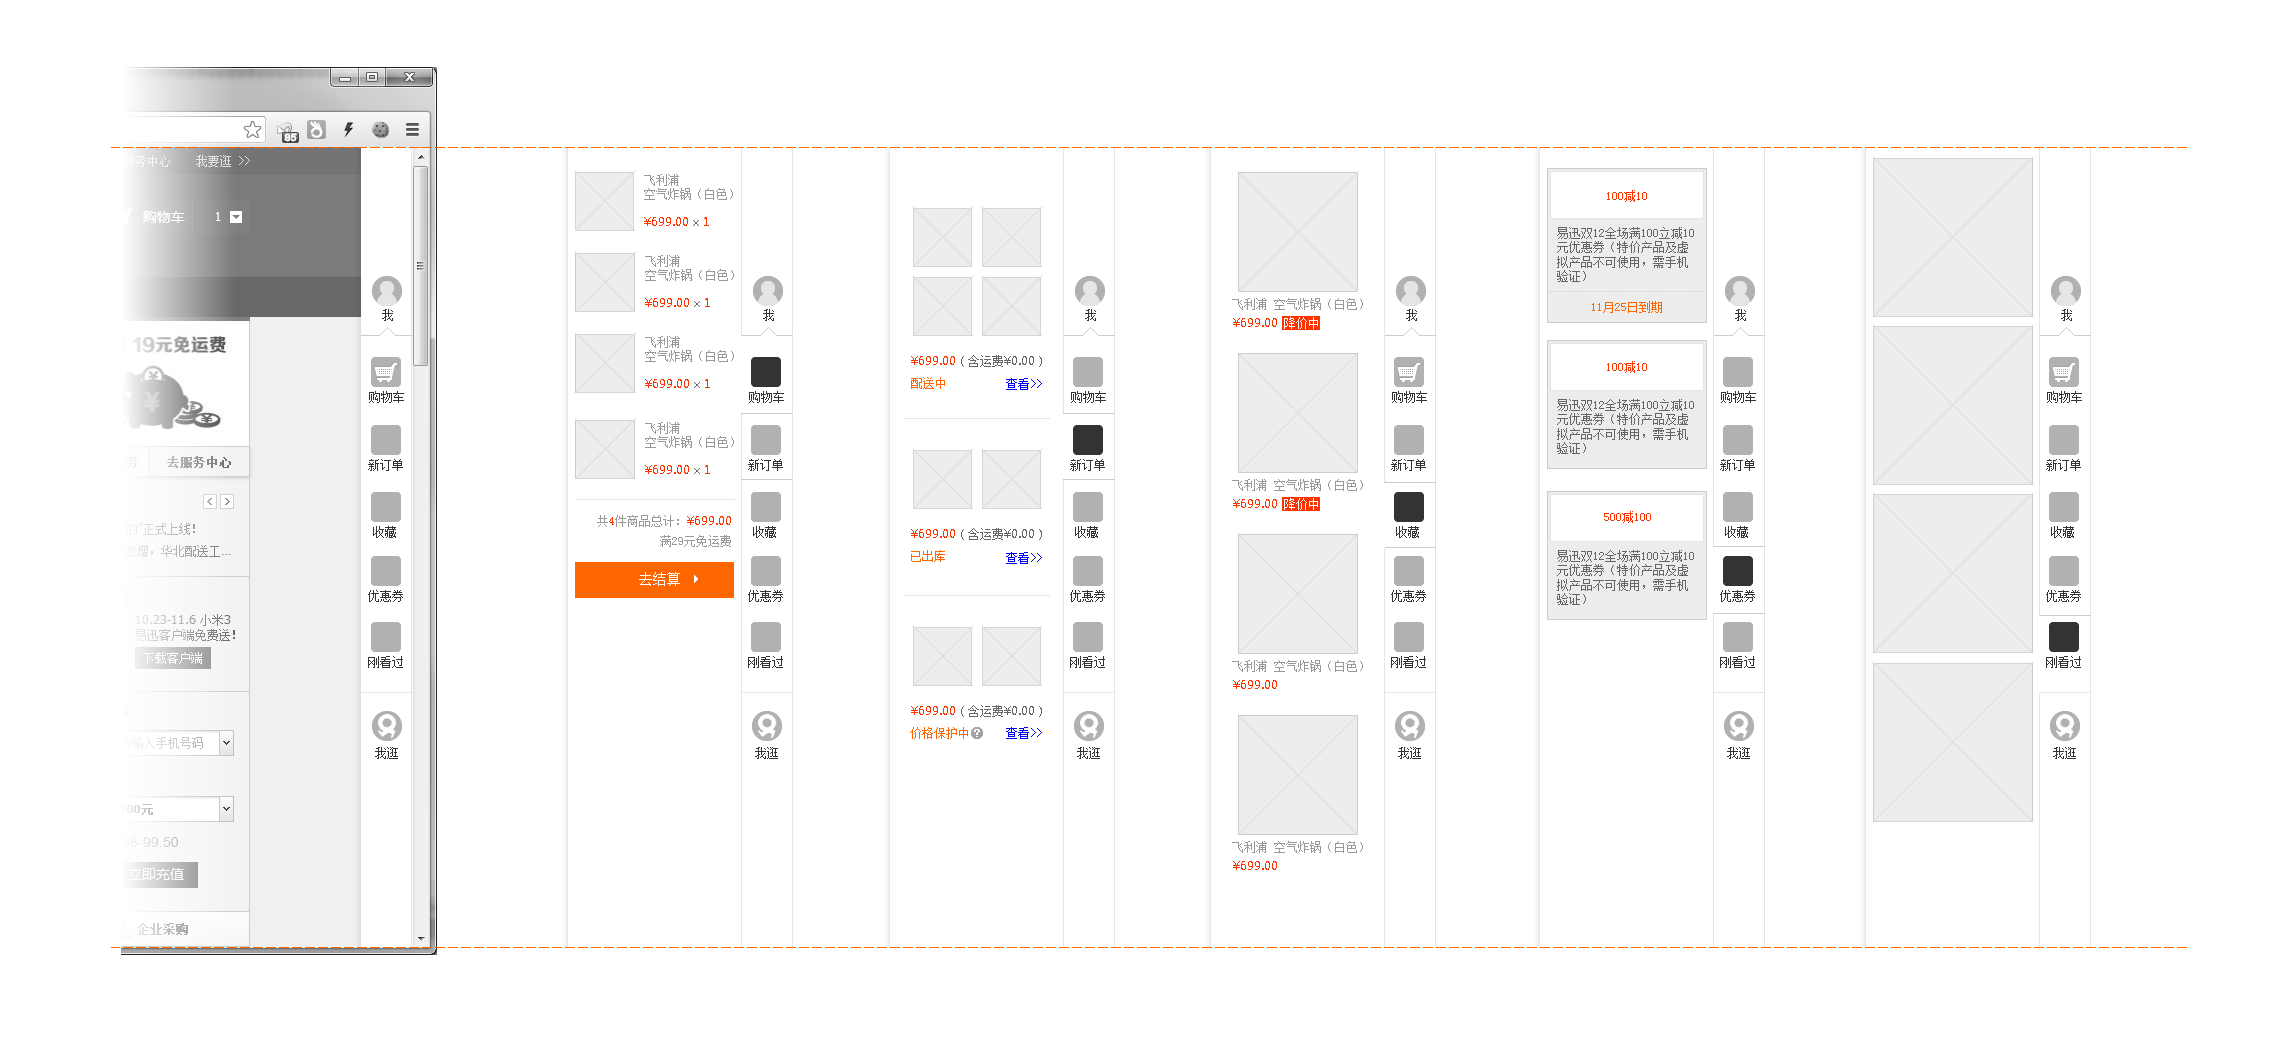 85
务中心 我要逛 >>
购物车 1
19元免运费
去服务中心
的"正式上线!
华北配送工...
10.23-11.6 小米3
易迅客户端免费送!
下载客户端
输入手机号码
00元
-99.50
立即充值
企业采购
我
购物车
新订单
收藏
优惠券
刚看过
我逛
飞利浦
空气炸锅（白色）
¥699.00 × 1
飞利浦
空气炸锅（白色）
¥699.00 × 1
飞利浦
空气炸锅（白色）
¥699.00 × 1
飞利浦
空气炸锅（白色）
¥699.00 × 1
共4件商品总计：¥699.00
满29元免运费
去结算
我
购物车
新订单
收藏
优惠券
刚看过
我逛
¥699.00 ( 含运费¥0.00 )
配送中 查看>>
¥699.00 ( 含运费¥0.00 )
已出库 查看>>
¥699.00 ( 含运费¥0.00 )
价格保护中? 查看>>
我
购物车
新订单
收藏
优惠券
刚看过
我逛
飞利浦 空气炸锅（白色）
¥699.00 降价中
飞利浦 空气炸锅（白色）
¥699.00 降价中
飞利浦 空气炸锅（白色）
¥699.00
飞利浦 空气炸锅（白色）
¥699.00
我
购物车
新订单
收藏
优惠券
刚看过
我逛
100减10
易迅双12全场满100立减10
元优惠券（特价产品及虚
拟产品不可使用，需手机
验证）
11月25日到期
100减10
易迅双12全场满100立减10
元优惠券（特价产品及虚
拟产品不可使用，需手机
验证）
500减100
易迅双12全场满100立减10
元优惠券（特价产品及虚
拟产品不可使用，需手机
验证）
我
购物车
新订单
收藏
优惠券
刚看过
我逛
我
购物车
新订单
收藏
优惠券
刚看过
我逛